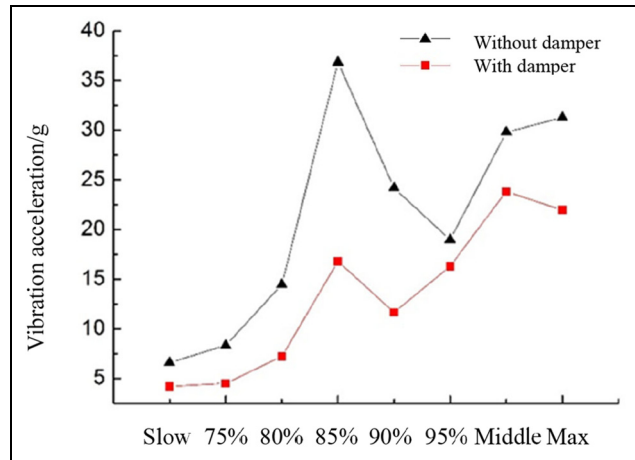 40
35
30
25
20
15
10
5
Vibration acceleration/g
Without damper
With damper
Slow 75% 80% 85% 90% 95% Middle Max